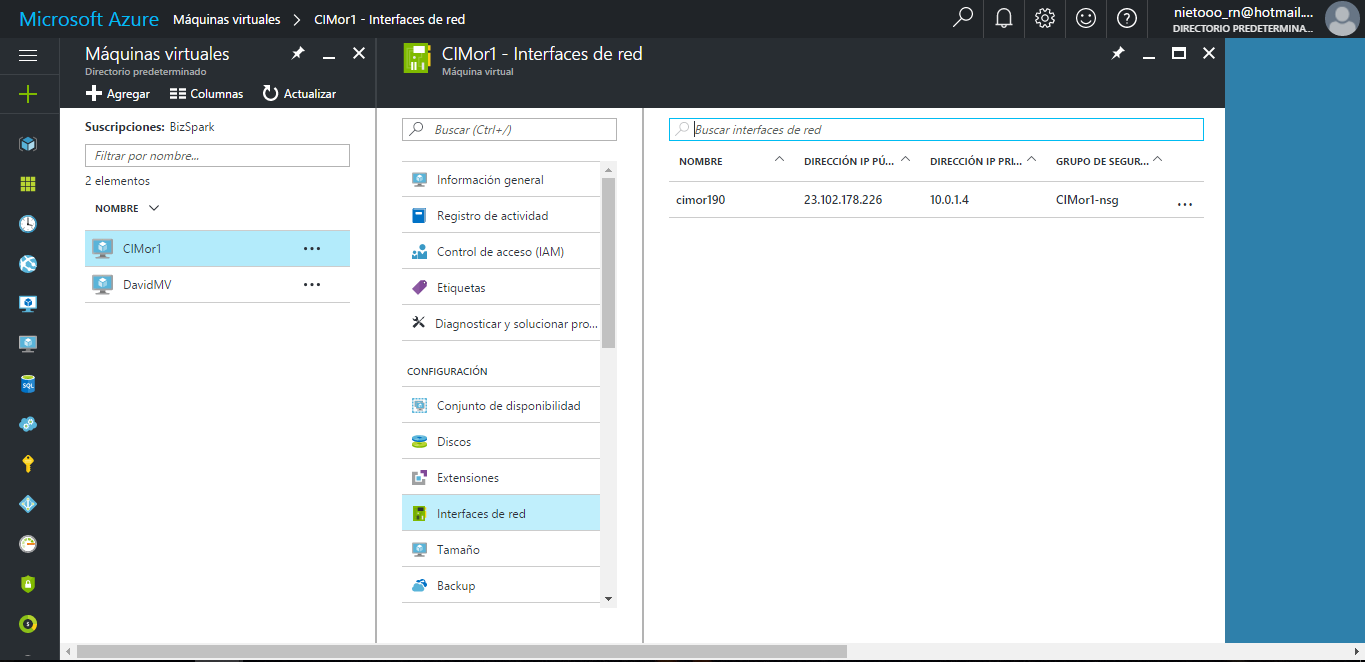 Microsoft Azure Máquinas virtuales > CIMor1 - Interfaces de red
nietooo_rn@hotmail....
DIRECTORIO PREDETERMINA...
Máquinas virtuales
Directorio predeterminado
Agregar Columnas Actualizar
Suscripciones: BizSpark
Filtrar por nombre...
2 elementos
NOMBRE
CIMor1 ...
DavidMV ...
CIMor1 - Interfaces de red
Máquina virtual
Buscar (Ctrl+/)
Información general
Registro de actividad
Control de acceso (IAM)
Etiquetas
Diagnosticar y solucionar pro...
CONFIGURACIÓN
Conjunto de disponibilidad
Discos
Extensiones
Interfaces de red
Tamaño
Backup
Buscar interfaces de red
NOMBRE DIRECCIÓN IP PÚ... DIRECCIÓN IP PRI... GRUPO DE SEGUR...
cimor190 23.102.178.226 10.0.1.4 CIMor1-nsg ...
SQL